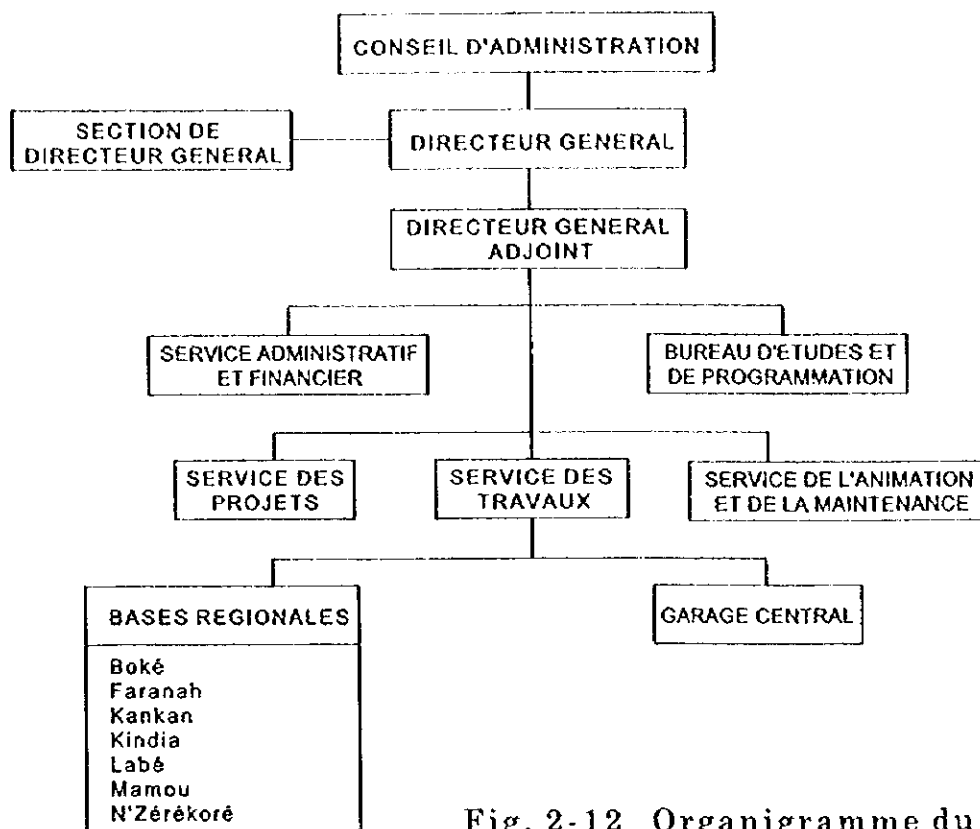 CONSEIL D'ADMINISTRATION
SECTION DE
DIRECTEUR GENERAL
DIRECTEUR GENERAL
DIRECTEUR GENERAL
ADJOINT
SERVICE ADMINISTRATIF
ET FINANCIER
BUREAU D'ETUDES ET
DE PROGRAMMATION
SERVICE DES
PROJETS
SERVICE DES
TRAVAUX
SERVICE DE L'ANIMATION
ET DE LA MAINTENANCE
BASES REGIONALES
GARAGE CENTRAL
Boké
Faranah
Kankan
Kindia
Labé
Mamou
N'Zérékoré
Fig. 2-12 Organigramme du